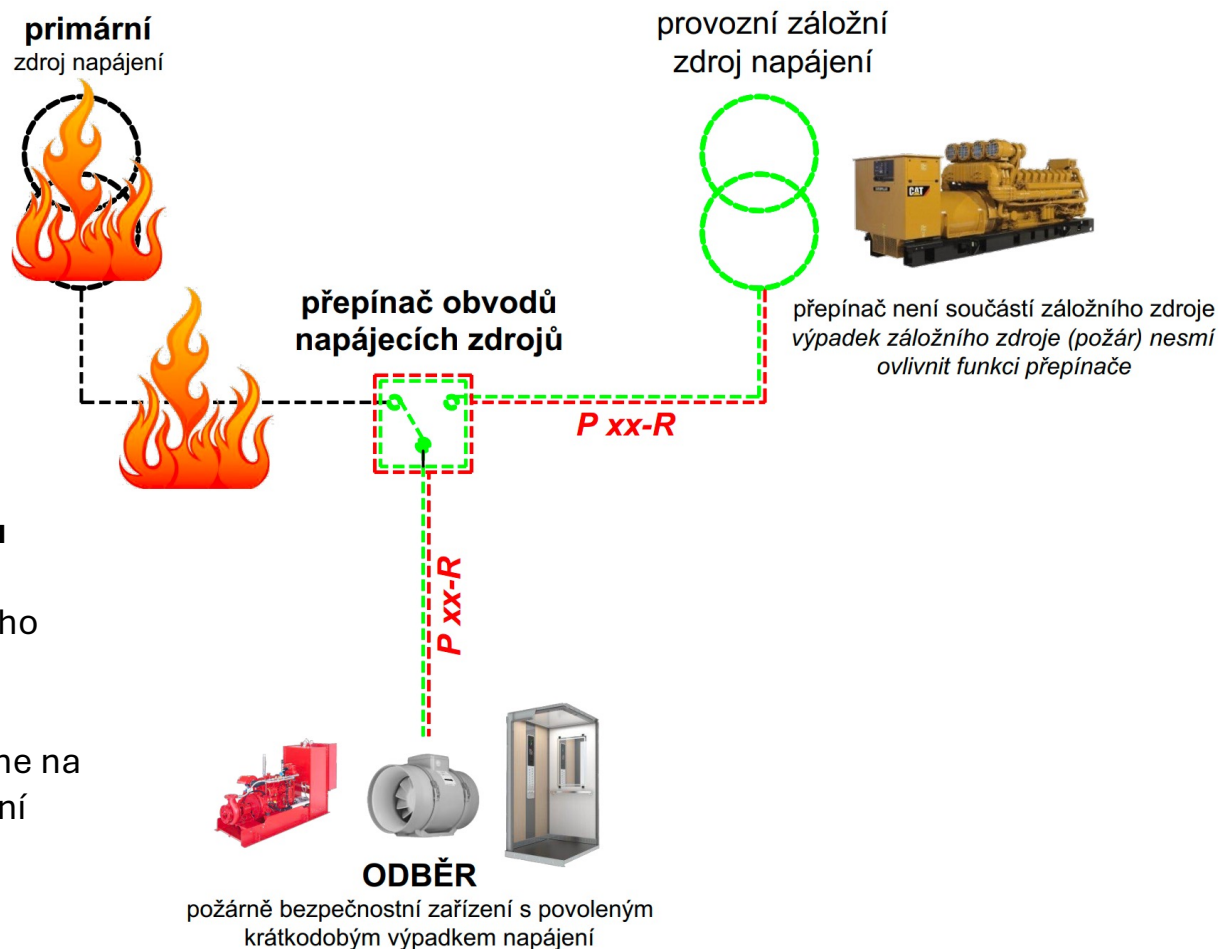 primární
zdroj napájení
provozní záložní
zdroj napájení
CAT
přepínač obvodů
napájecích zdrojů
přepínač není součástí záložního zdroje
výpadek záložního zdroje (požár) nesmí
ovlivnit funkci přepínače
P xx-R
P xx-R
ho
ne na
ní
ODBĚR
požárně bezpečnostní zařízení s povoleným
krátkodobým výpadkem napájení